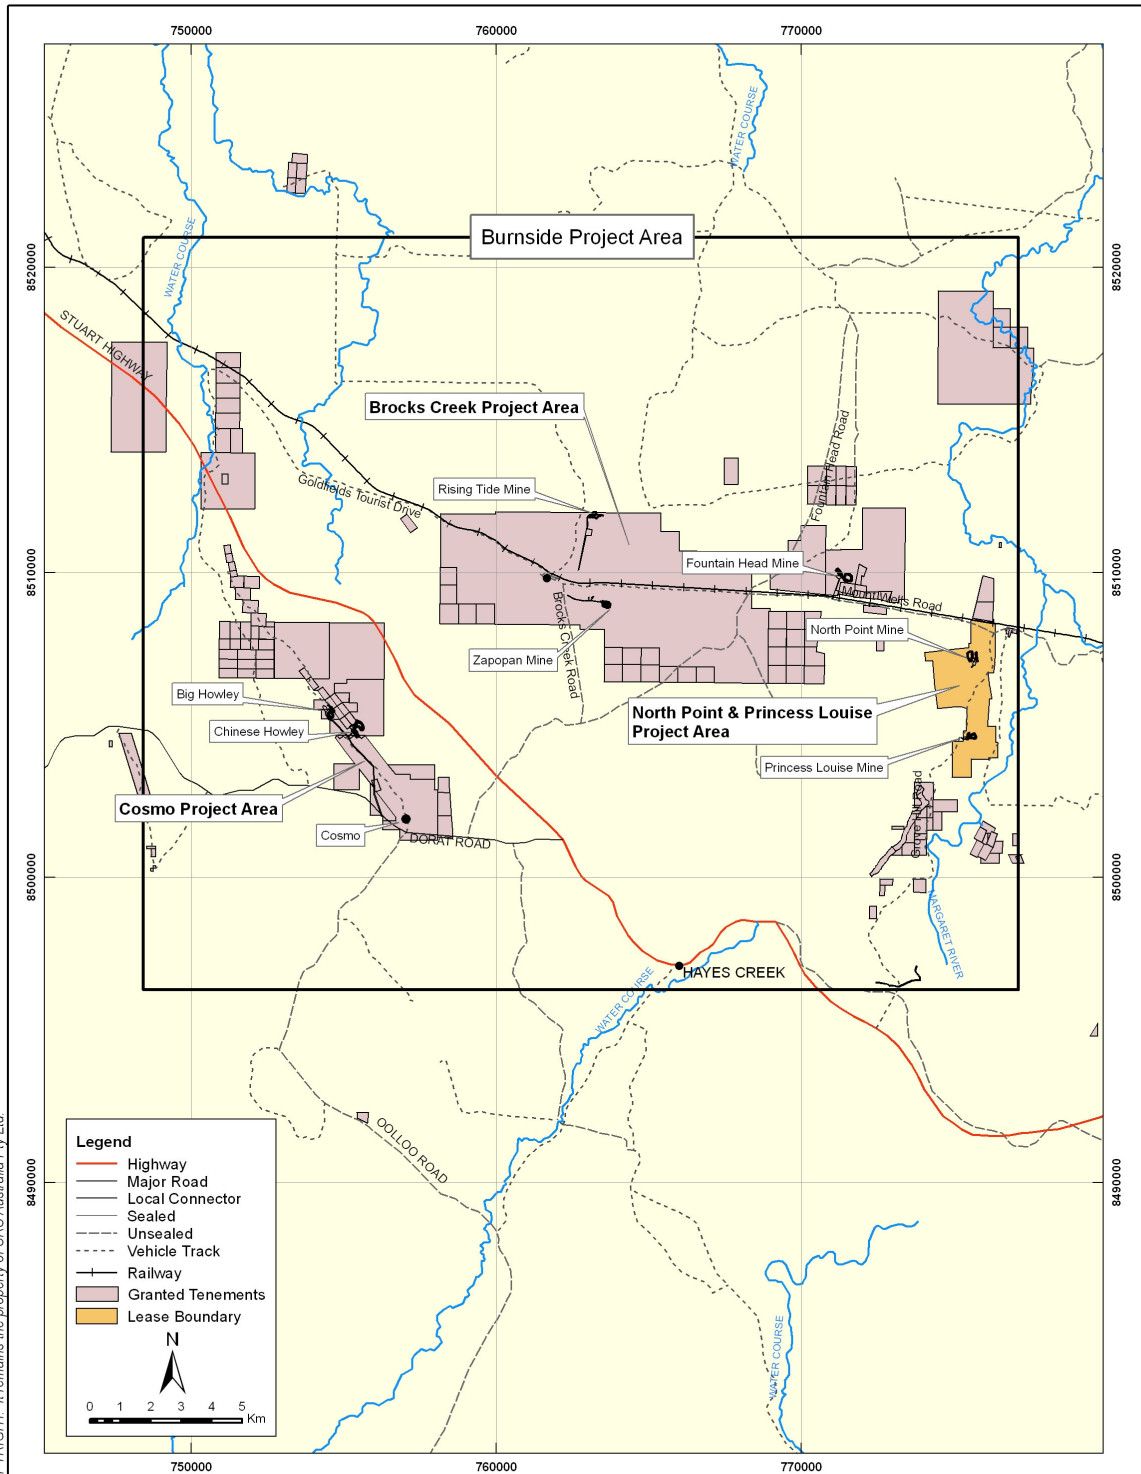 750000
760000
770000
WATER COURSE
Burnside Project Area
WATER COURSE
8520000
8520000
STUART HIGHWAY
Brocks Creek Project Area
Fountain Head Road
Rising Tide Mine
Goldfields Tourist Drive
Fountain Head Mine
8510000
8510000
Mount Wells Road
Brocks Creek Road
North Point Mine
Zapopan Mine
Big Howley
North Point & Princess Louise
Project Area
Chinese Howley
Princess Louise Mine
Cosmo Project Area
Cosmo
DORAT ROAD
8500000
8500000
MARGARET RIVER
HAYES CREEK
WATER COURSE
OOLLOO ROAD
8490000
8490000
Legend
Highway
Major Road
Local Connector
Sealed
Unsealed
Vehicle Track
Railway
Granted Tenements
Lease Boundary
N
0 1 2 3 4 5
Km
WATER COURSE
750000
760000
770000